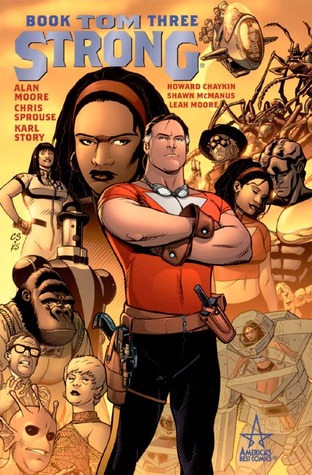 BOOK TOM THREE
STRONG®
ALAN
MOORE
CHRIS
SPROUSE
KARL
STORY
HOWARD CHAYKIN
SHAWN MCMANUS
LEAH MOORE
CS
KS
AMERICA'S
BEST COMICS